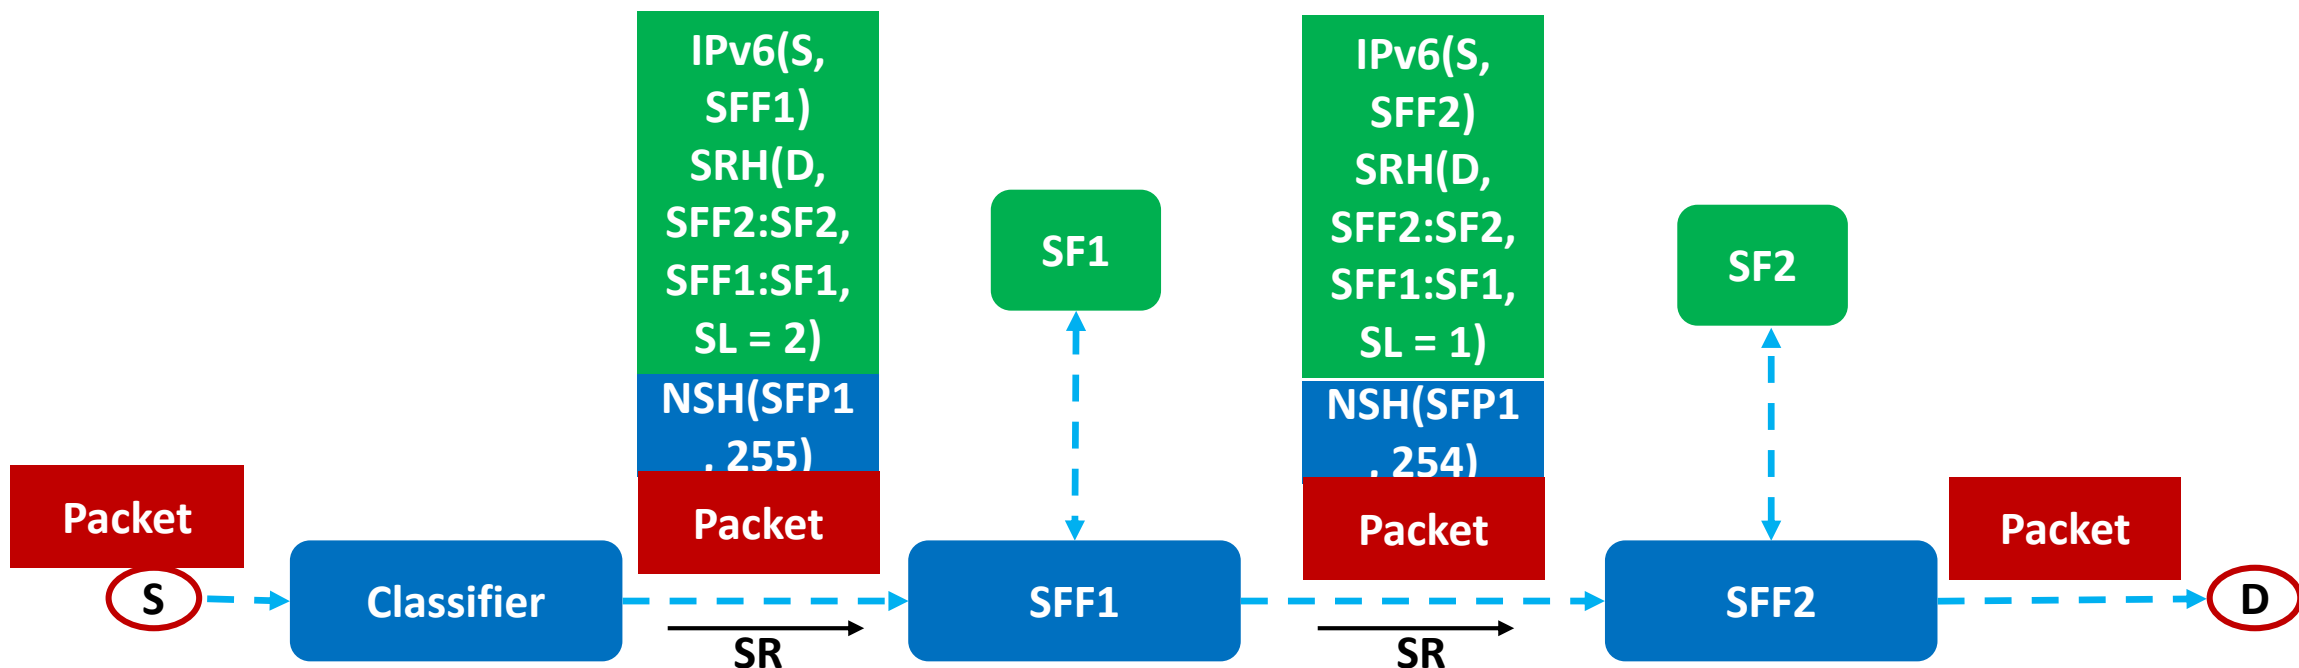 IPv6(S,
SFF1)
SRH(D,
SFF2:SF2,
SFF1:SF1,
SL = 2)
NSH(SFP1
, 255)
Packet
IPv6(S,
SFF2)
SRH(D,
SFF2:SF2,
SFF1:SF1,
SL = 1)
NSH(SFP1
, 254)
Packet
SF1
SF2
Packet
Packet
S
Classifier
SFF1
SFF2
D
SR
SR